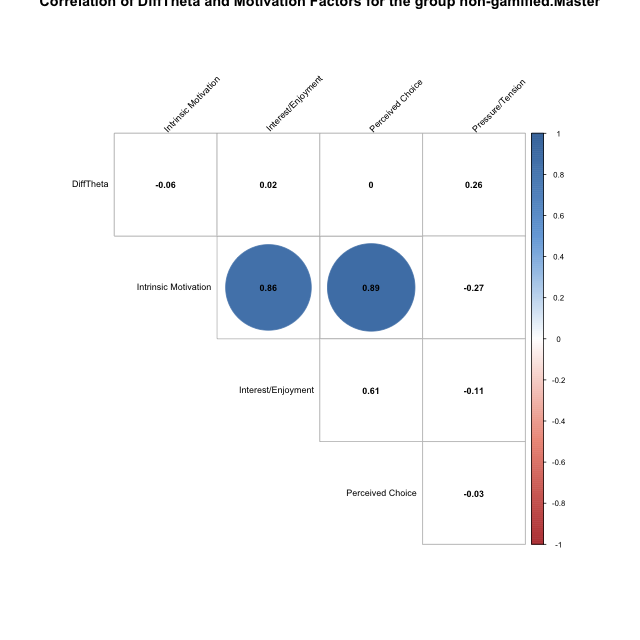 Correlation of DiffTheta and Motivation Factors for the group non-gamified.Master
Intrinsic Motivation
Interest/Enjoyment
Perceived Choice
Pressure/Tension
DiffTheta -0.06 0.02 0 0.26
Intrinsic Motivation 0.86 0.89 -0.27
Interest/Enjoyment 0.61 -0.11
Perceived Choice -0.03
1
0.8
0.6
0.4
0.2
0
-0.2
-0.4
-0.6
-0.8
-1